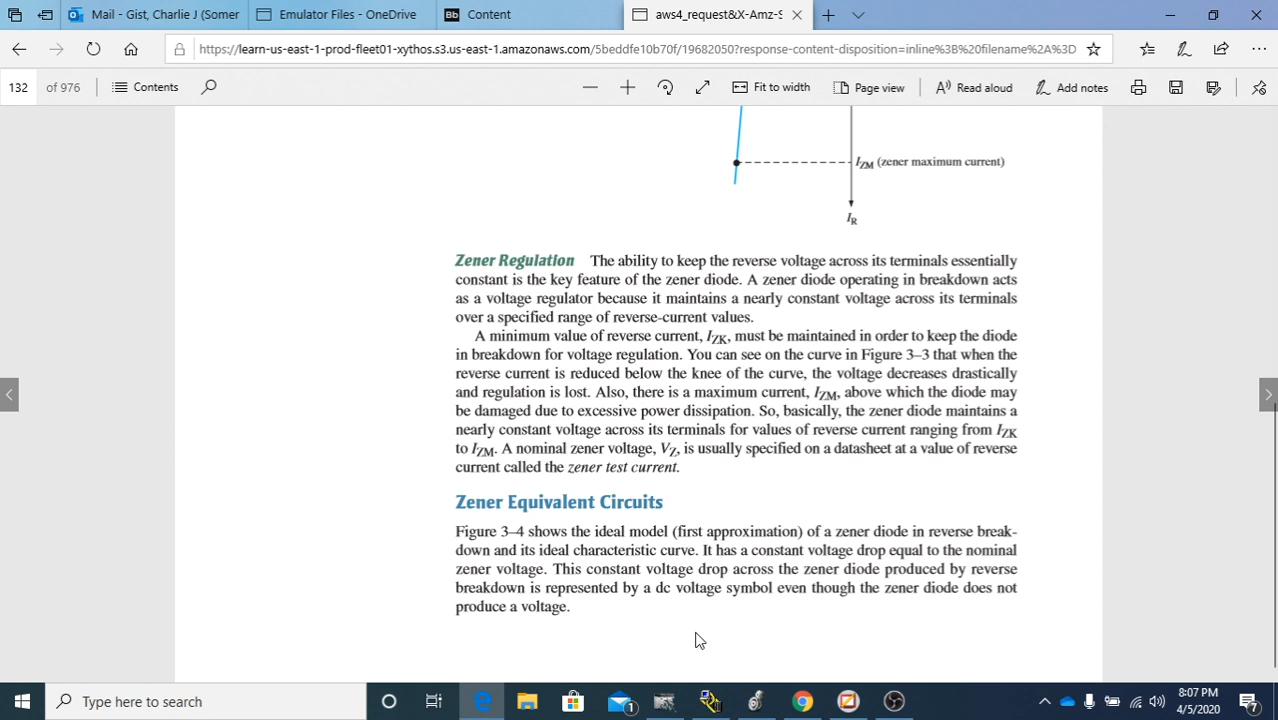 Mail - Gist, Charlie J (Somer
Emulator Files - OneDrive
Bb Content
aws4_request&X-Amz-S
https://learn-us-east-1-prod-fleet01-xythos.s3.us-east-1.amazonaws.com/5beddfe10b70f/19682050?response-content-disposition=inline%3B%20filename%2A%3D
132 of 976
Contents
Fit to width
Page view
Read aloud
Add notes
IZM (zener maximum current)
IR
Zener Regulation The ability to keep the reverse voltage across its terminals essentially
constant is the key feature of the zener diode. A zener diode operating in breakdown acts
as a voltage regulator because it maintains a nearly constant voltage across its terminals
over a specified range of reverse-current values.
A minimum value of reverse current, IZK, must be maintained in order to keep the diode
in breakdown for voltage regulation. You can see on the curve in Figure 3–3 that when the
reverse current is reduced below the knee of the curve, the voltage decreases drastically
and regulation is lost. Also, there is a maximum current, IZM, above which the diode may
be damaged due to excessive power dissipation. So, basically, the zener diode maintains a
nearly constant voltage across its terminals for values of reverse current ranging from IZK
to IZM. A nominal zener voltage, VZ, is usually specified on a datasheet at a value of reverse
current called the zener test current.
Zener Equivalent Circuits
Figure 3–4 shows the ideal model (first approximation) of a zener diode in reverse break-
down and its ideal characteristic curve. It has a constant voltage drop equal to the nominal
zener voltage. This constant voltage drop across the zener diode produced by reverse
breakdown is represented by a dc voltage symbol even though the zener diode does not
produce a voltage.
Type here to search
1
8:07 PM
4/5/2020
7